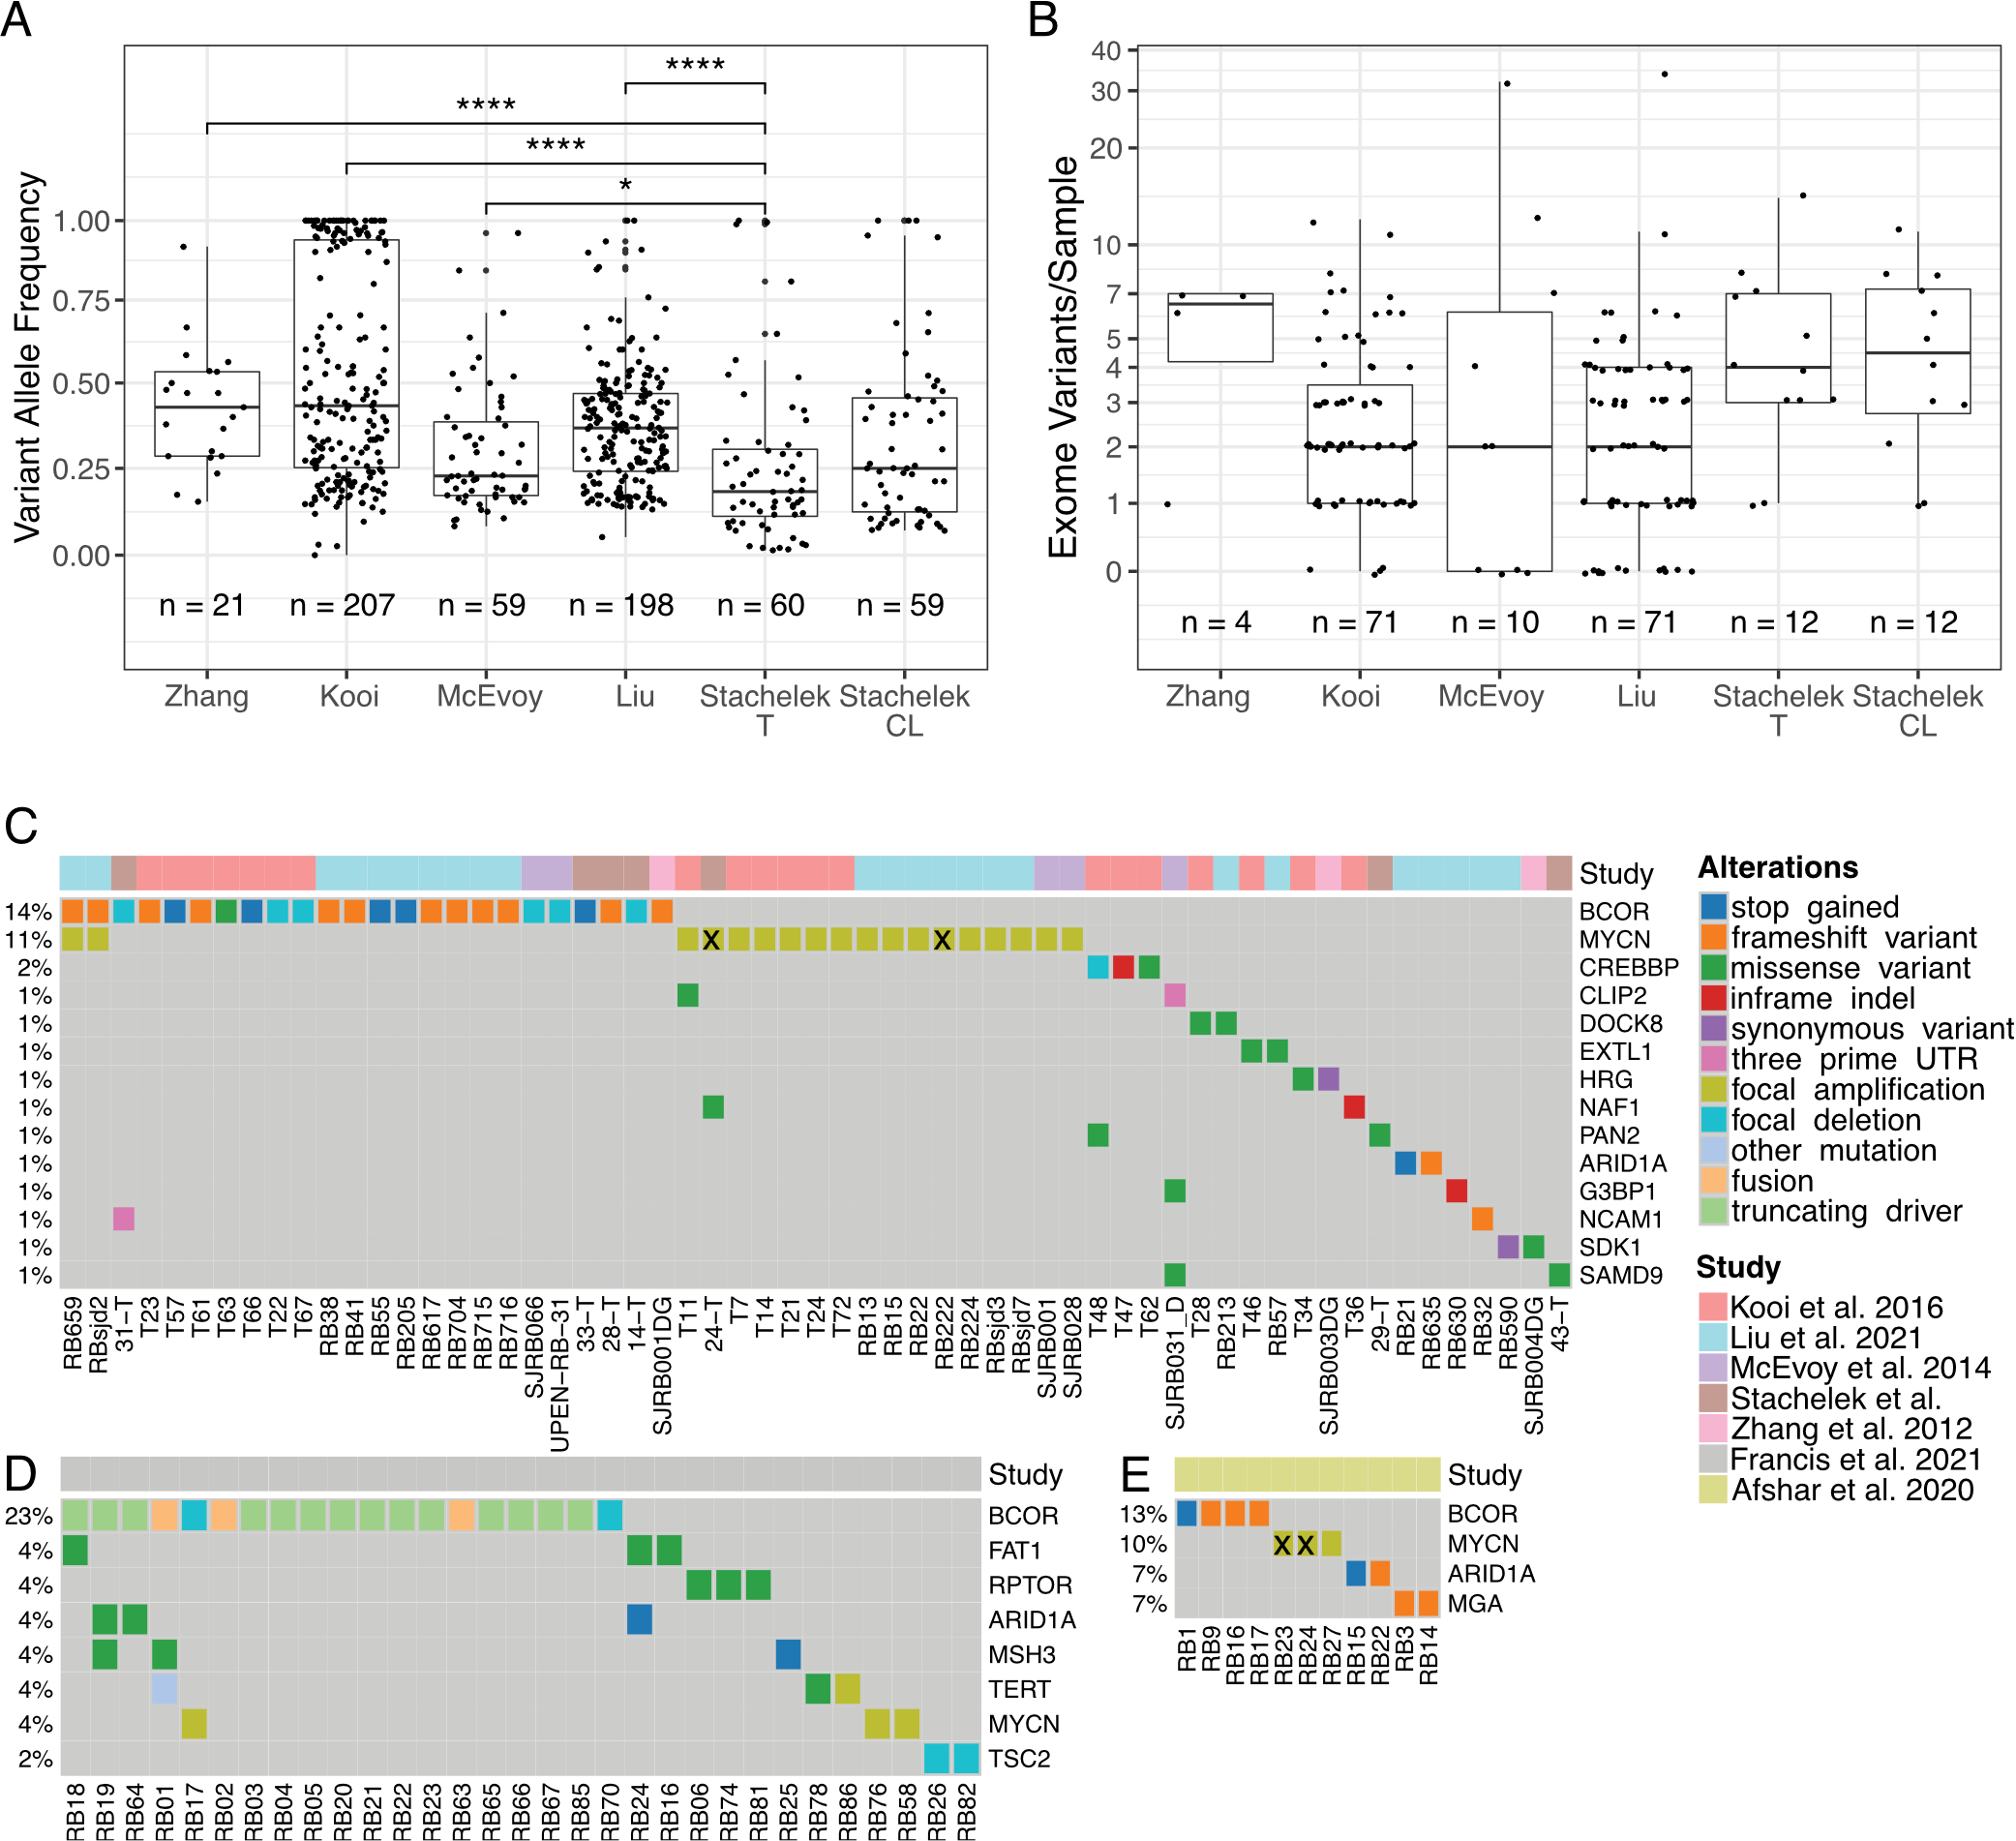 A
Variant Allele Frequency
1.00
0.75
0.50
0.25
0.00
****
****
****
*
n = 21
n = 207
n = 59
n = 198
n = 60
n = 59
Zhang
Kooi
McEvoy
Liu
Stachelek T
Stachelek CL
B
Exome Variants/Sample
40
30
20
10
7
5
4
3
2
1
0
n = 4
n = 71
n = 10
n = 71
n = 12
n = 12
Zhang
Kooi
McEvoy
Liu
Stachelek T
Stachelek CL
C
Study
14% BCOR
11% X X MYCN
2% CREBBP
1% CLIP2
1% DOCK8
1% EXTL1
1% HRG
1% NAF1
1% PAN2
1% ARID1A
1% G3BP1
1% NCAM1
1% SDK1
1% SAMD9
RB659
RBsjd2
31-T
T23
T57
T61
T63
T66
T22
T67
RB38
RB41
RB55
RB205
RB617
RB704
RB715
RB716
SJRB066
UPEN-RB-31
33-T
28-T
14-T
SJRB001DG
T11
24-T
T7
T14
T21
T24
T72
RB13
RB15
RB22
RB222
RB224
RBsjd3
RBsjd7
SJRB001
SJRB028
T48
T47
T62
SJRB031_D
T28
RB213
T46
RB57
T34
SJRB003DG
T36
29-T
RB21
RB635
RB630
RB32
RB590
SJRB004DG
43-T
Alterations
stop gained
frameshift variant
missense variant
inframe indel
synonymous variant
three prime UTR
focal amplification
focal deletion
other mutation
fusion
truncating driver
Study
Kooi et al. 2016
Liu et al. 2021
McEvoy et al. 2014
Stachelek et al.
Zhang et al. 2012
Francis et al. 2021
Afshar et al. 2020
D
Study
23% BCOR
4% FAT1
4% RPTOR
4% ARID1A
4% MSH3
4% TERT
4% MYCN
2% TSC2
RB18
RB19
RB64
RB01
RB17
RB02
RB03
RB04
RB05
RB20
RB21
RB22
RB23
RB63
RB65
RB66
RB67
RB85
RB70
RB24
RB16
RB06
RB74
RB81
RB25
RB78
RB86
RB76
RB58
RB26
RB82
E
Study
13% BCOR
10% X X MYCN
7% ARID1A
7% MGA
RB1
RB9
RB16
RB17
RB23
RB24
RB27
RB15
RB22
RB3
RB14